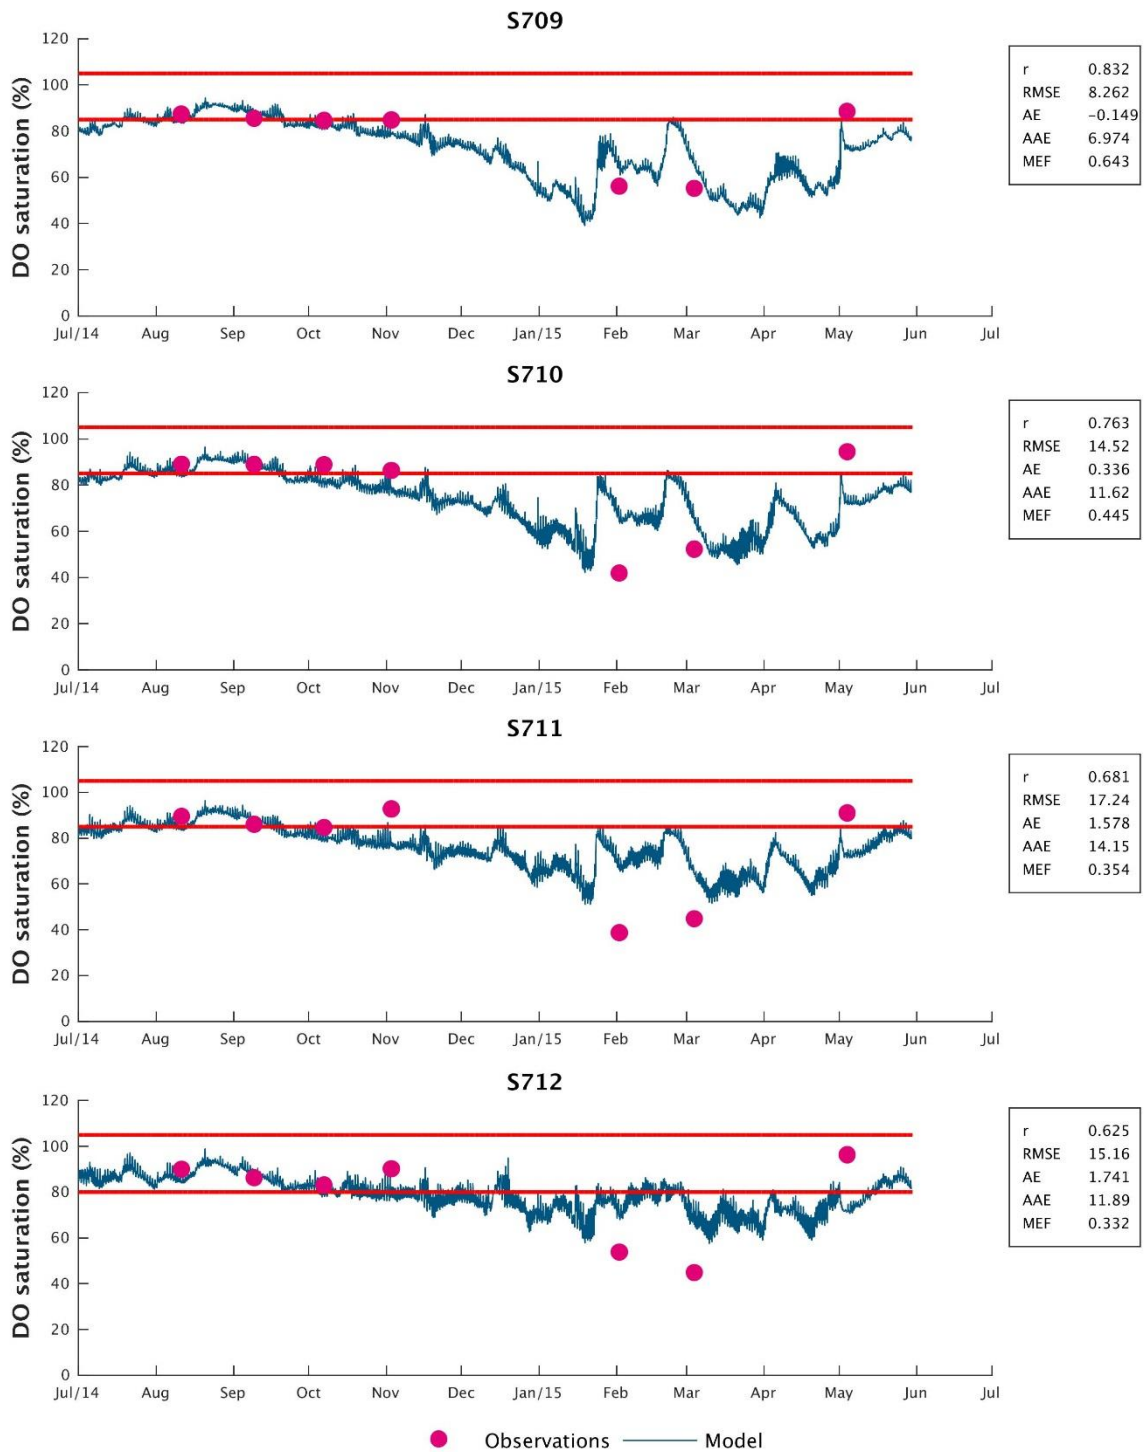 S709
DO saturation (%)
120
100
80
60
40
20
0
Jul/14 Aug Sep Oct Nov Dec Jan/15 Feb Mar Apr May Jun Jul
r 0.832
RMSE 8.262
AE −0.149
AAE 6.974
MEF 0.643
S710
DO saturation (%)
120
100
80
60
40
20
0
Jul/14 Aug Sep Oct Nov Dec Jan/15 Feb Mar Apr May Jun Jul
r 0.763
RMSE 14.52
AE 0.336
AAE 11.62
MEF 0.445
S711
DO saturation (%)
120
100
80
60
40
20
0
Jul/14 Aug Sep Oct Nov Dec Jan/15 Feb Mar Apr May Jun Jul
r 0.681
RMSE 17.24
AE 1.578
AAE 14.15
MEF 0.354
S712
DO saturation (%)
120
100
80
60
40
20
0
Jul/14 Aug Sep Oct Nov Dec Jan/15 Feb Mar Apr May Jun Jul
r 0.625
RMSE 15.16
AE 1.741
AAE 11.89
MEF 0.332
Observations Model